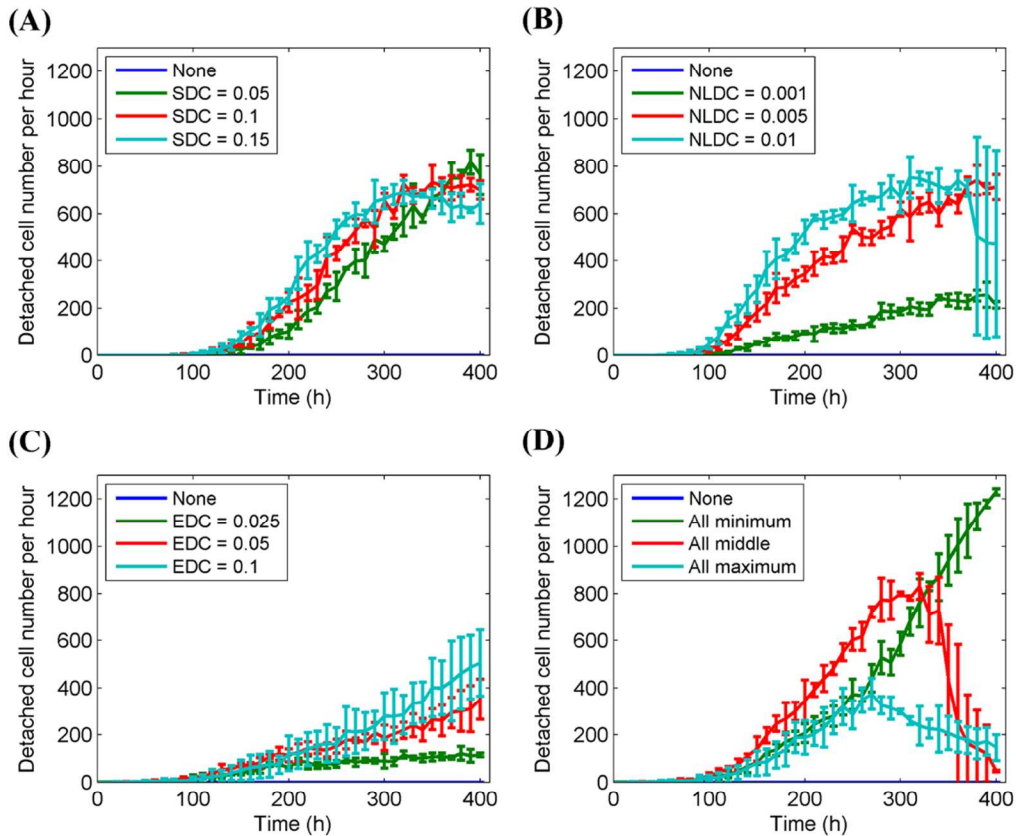 (A)
Detached cell number per hour
1200
1000
800
600
400
200
0
None
SDC = 0.05
SDC = 0.1
SDC = 0.15
0 100 200 300 400
Time (h)
(B)
Detached cell number per hour
1200
1000
800
600
400
200
0
None
NLDC = 0.001
NLDC = 0.005
NLDC = 0.01
0 100 200 300 400
Time (h)
(C)
Detached cell number per hour
1200
1000
800
600
400
200
0
None
EDC = 0.025
EDC = 0.05
EDC = 0.1
0 100 200 300 400
Time (h)
(D)
Detached cell number per hour
1200
1000
800
600
400
200
0
None
All minimum
All middle
All maximum
0 100 200 300 400
Time (h)